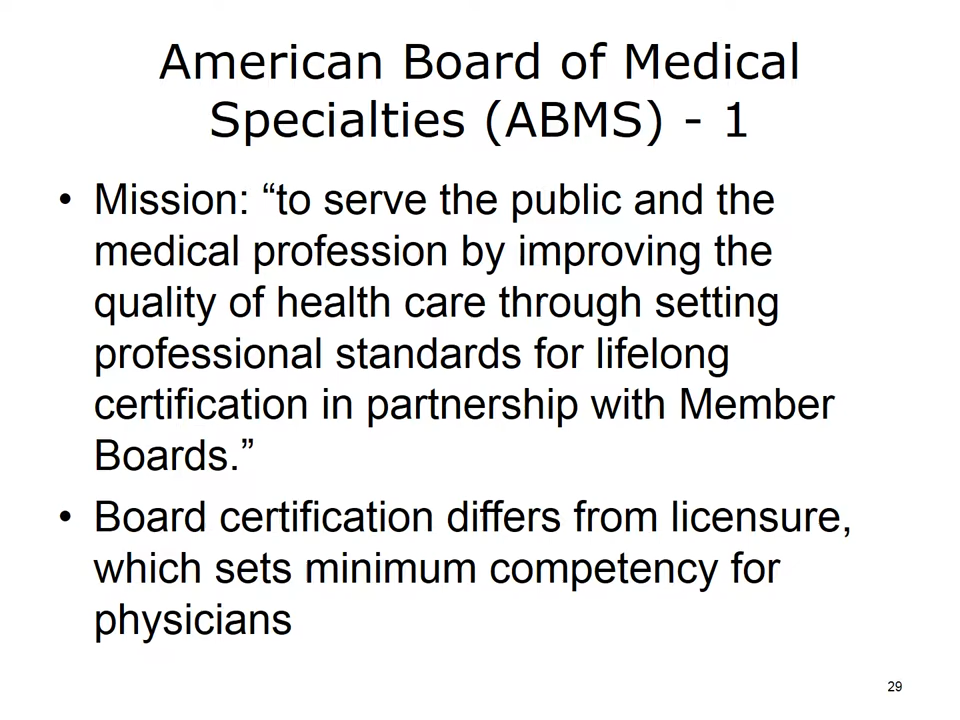 American Board of Medical
Specialties (ABMS) - 1
• Mission: “to serve the public and the
medical profession by improving the
quality of health care through setting
professional standards for lifelong
certification in partnership with Member
Boards.”
• Board certification differs from licensure,
which sets minimum competency for
physicians
29